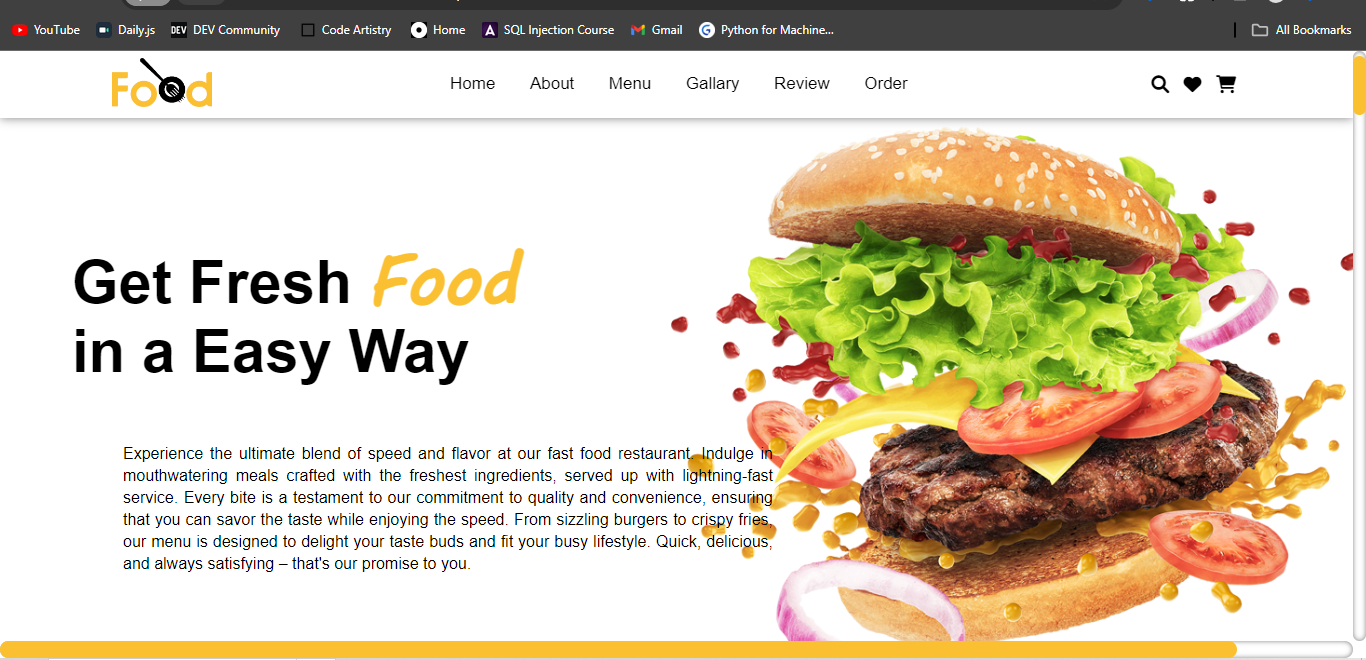 YouTube Daily.js DEV DEV Community Code Artistry Home A SQL Injection Course Gmail G Python for Machine... All Bookmarks
Food Home About Menu Gallary Review Order
Get Fresh Food
in a Easy Way
Experience the ultimate blend of speed and flavor at our fast food restaurant. Indulge in
mouthwatering meals crafted with the freshest ingredients, served up with lightning-fast
service. Every bite is a testament to our commitment to quality and convenience, ensuring
that you can savor the taste while enjoying the speed. From sizzling burgers to crispy fries,
our menu is designed to delight your taste buds and fit your busy lifestyle. Quick, delicious,
and always satisfying – that's our promise to you.